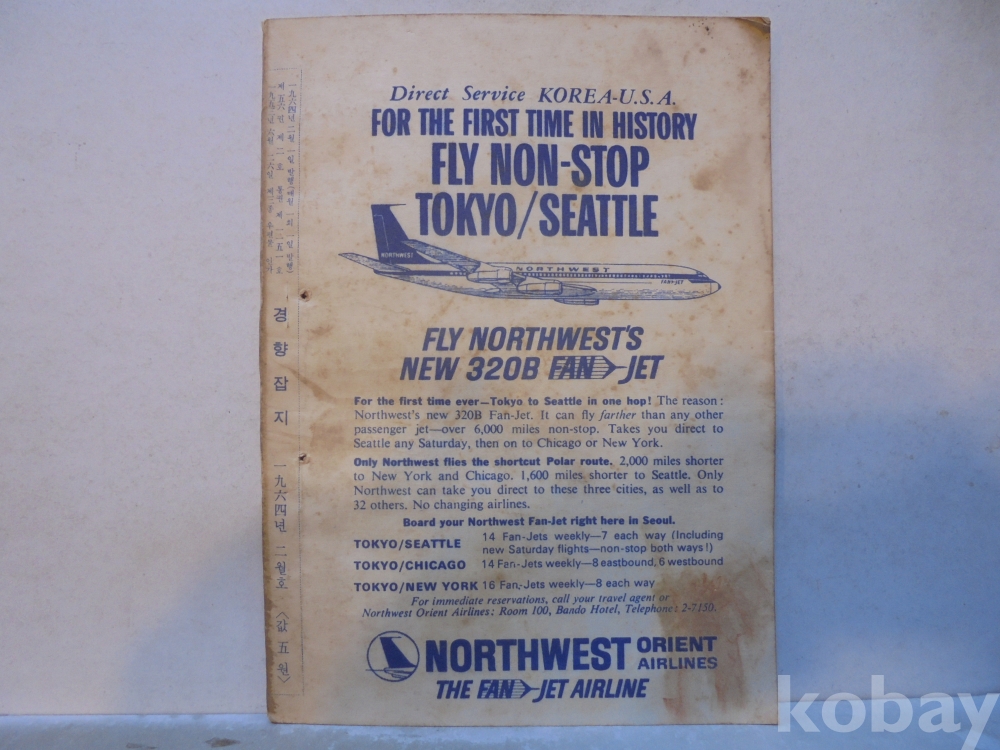 Direct Service KOREA-U.S.A.
FOR THE FIRST TIME IN HISTORY
FLY NON-STOP
TOKYO/SEATTLE
NORTHWEST
NORTHWEST
FAN JET
FLY NORTHWEST'S
NEW 320B FAN JET
For the first time ever—Tokyo to Seattle in one hop! The reason:
Northwest's new 320B Fan-Jet. It can fly farther than any other
passenger jet—over 6,000 miles non-stop. Takes you direct to
Seattle any Saturday, then on to Chicago or New York.
Only Northwest flies the shortcut Polar route. 2,000 miles shorter
to New York and Chicago. 1,600 miles shorter to Seattle. Only
Northwest can take you direct to these three cities, as well as to
32 others. No changing airlines.
Board your Northwest Fan-Jet right here in Seoul.
TOKYO/SEATTLE 14 Fan-Jets weekly—7 each way (Including
new Saturday flights—non-stop both ways!)
TOKYO/CHICAGO 14 Fan-Jets weekly—8 eastbound, 6 westbound
TOKYO/NEW YORK 16 Fan-Jets weekly—8 each way
For immediate reservations, call your travel agent or
Northwest Orient Airlines: Room 100, Bando Hotel, Telephone: 2-7150.
NORTHWEST ORIENT
AIRLINES
THE FAN JET AIRLINE
경향잡지 一九六四년 二월호 〈값 五원〉
kobay